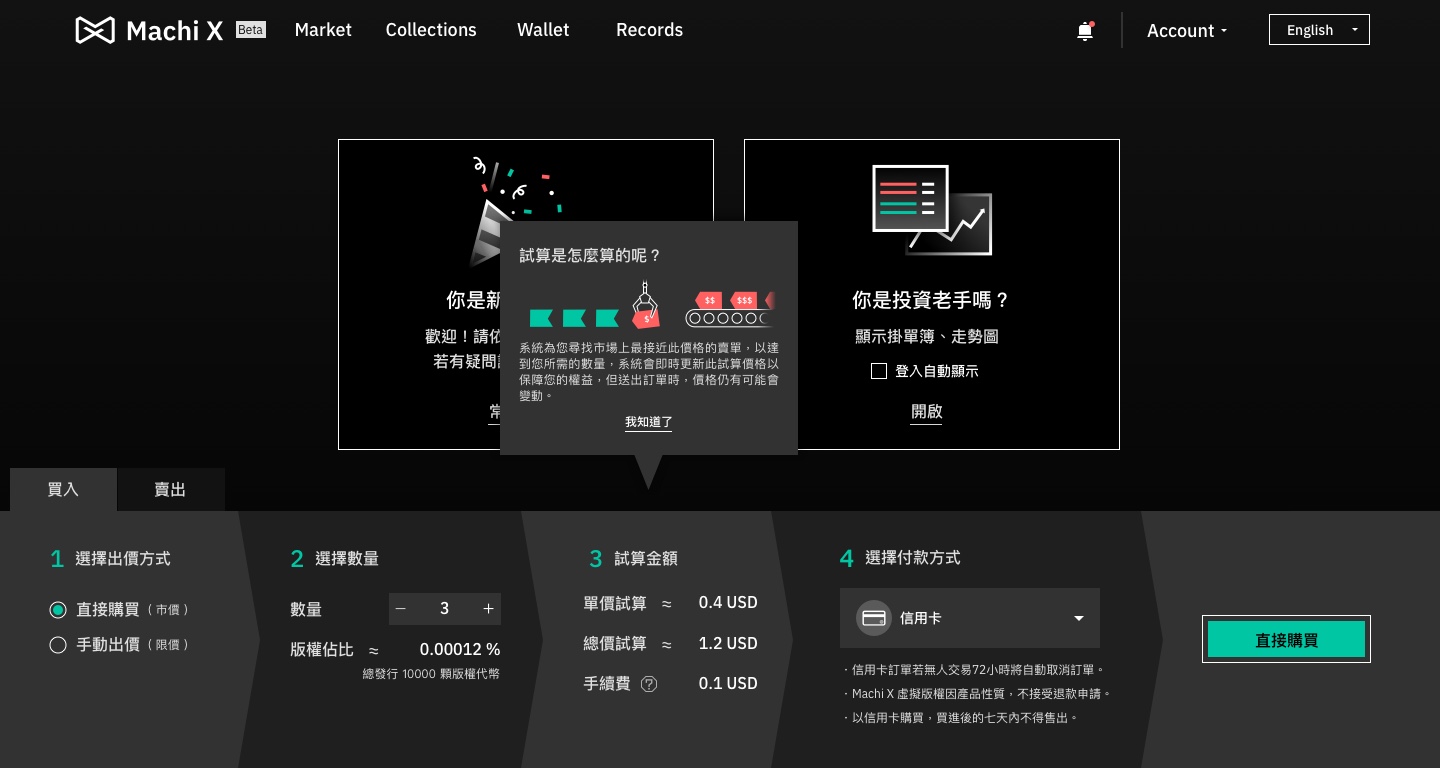 Machi X Beta Market Collections Wallet Records Account English
試算是怎麼算的呢？
$$ $$$
$
系統為您尋找市場上最接近此價格的賣單，以達
到您所需的數量，系統會即時更新此試算價格以
保障您的權益，但送出訂單時，價格仍有可能會
變動。
我知道了
你是新
歡迎！請依
若有疑問
常
你是投資老手嗎？
顯示掛單簿、走勢圖
登入自動顯示
開啟
買入 賣出
1 選擇出價方式
直接購買（市價）
手動出價（限價）
2 選擇數量
數量 − 3 +
版權佔比 ≈ 0.00012 %
總發行 10000 顆版權代幣
3 試算金額
單價試算 ≈ 0.4 USD
總價試算 ≈ 1.2 USD
手續費 ? 0.1 USD
4 選擇付款方式
信用卡
・信用卡訂單若無人交易72小時將自動取消訂單。
・Machi X 虛擬版權因產品性質，不接受退款申請。
・以信用卡購買，買進後的七天內不得售出。
直接購買